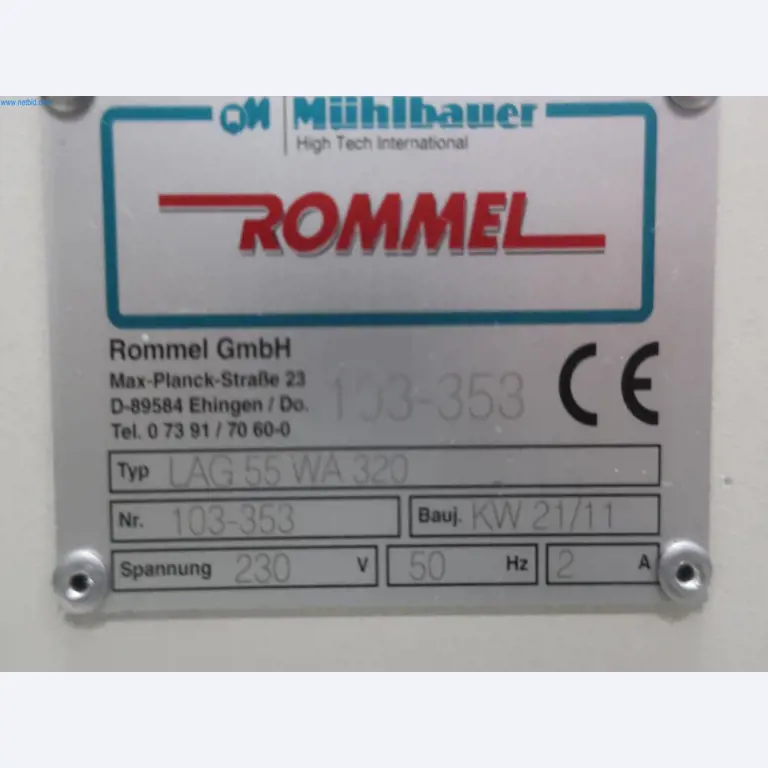 www.netbid.com
Mühlbauer
High Tech International
ROMMEL
Rommel GmbH
Max-Planck-Straße 23
D-89584 Ehingen / Do.
Tel. 0 73 91 / 70 60-0
103-353
CE
Typ LAG 55 WA 320
Nr. 103-353 Bauj. KW 21/11
Spannung 230 V 50 Hz 2 A